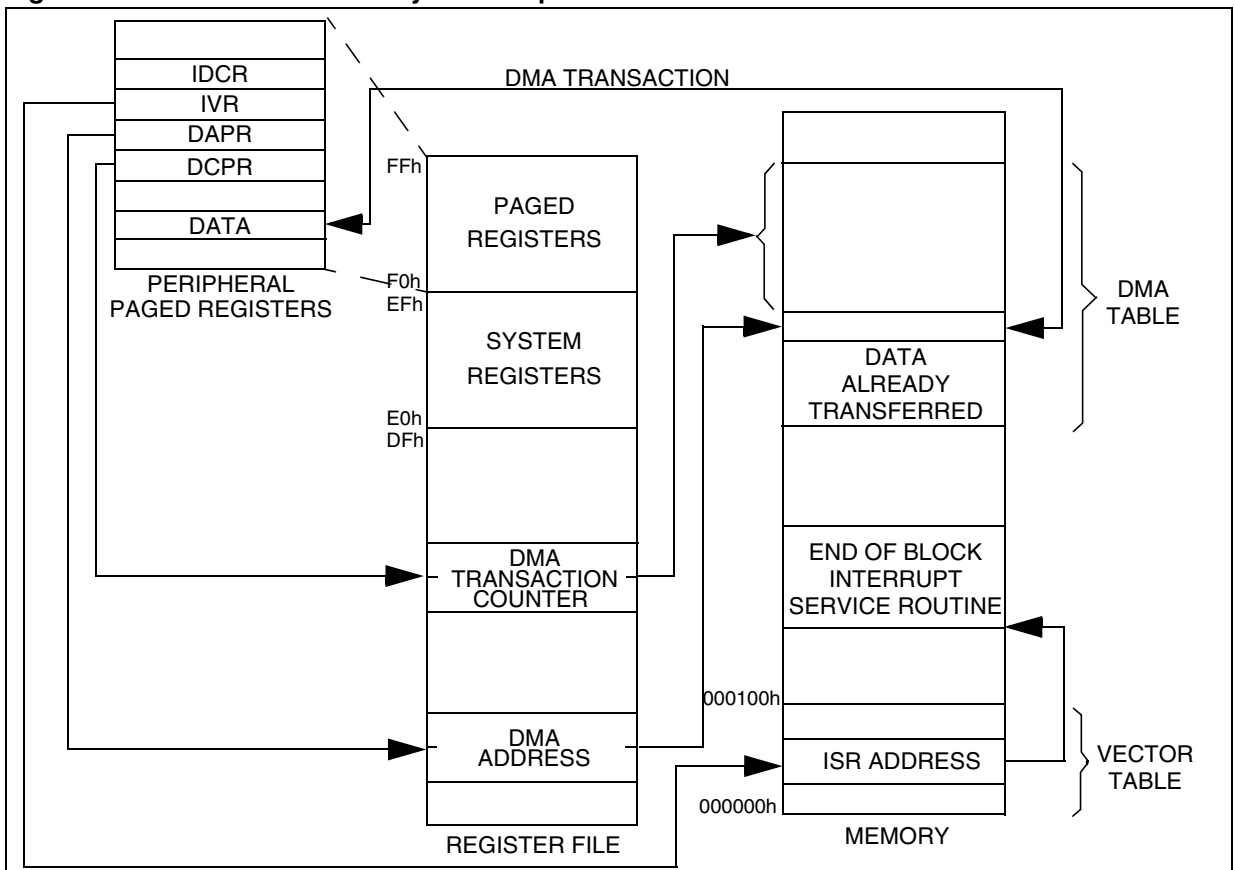 DMA TRANSACTION
IDCR
IVR
DAPR
DCPR
DATA
PERIPHERAL
PAGED REGISTERS
FFh
PAGED
REGISTERS
F0h
EFh
SYSTEM
REGISTERS
E0h
DFh
DMA
TRANSACTION
COUNTER
DMA
ADDRESS
REGISTER FILE
DATA
ALREADY
TRANSFERRED
END OF BLOCK
INTERRUPT
SERVICE ROUTINE
000100h
ISR ADDRESS
000000h
MEMORY
DMA
TABLE
VECTOR
TABLE